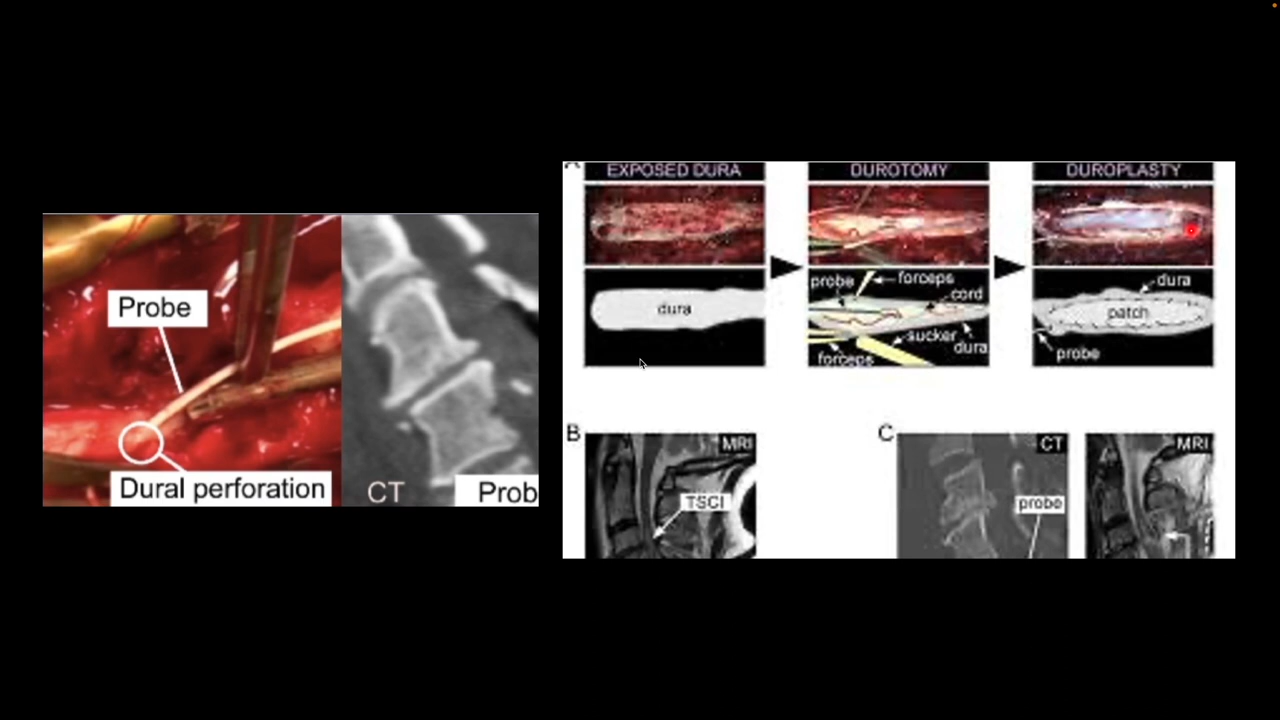 Probe
Dural perforation
CT
Prob
EXPOSED DURA
DUROTOMY
DUROPLASTY
dura
probe
forceps
cord
sucker
dura
forceps
dura
patch
probe
B
MRI
TSCI
C
CT
probe
MRI